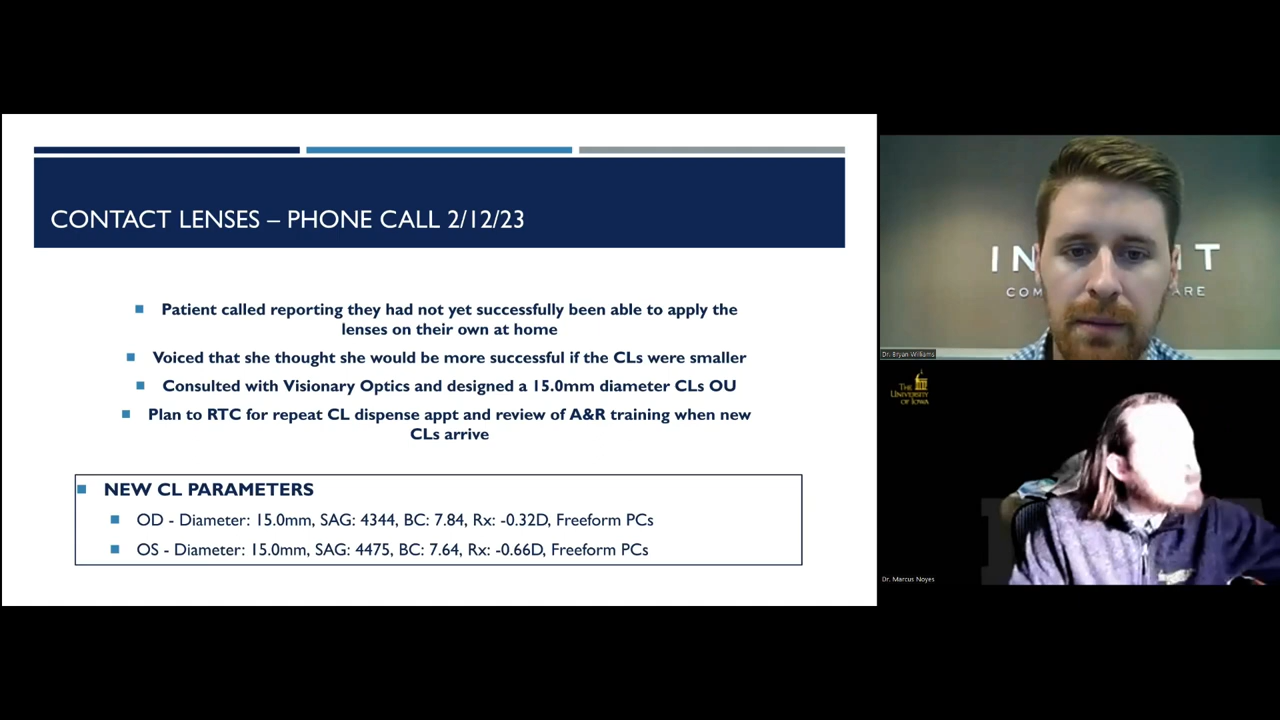 CONTACT LENSES – PHONE CALL 2/12/23
Patient called reporting they had not yet successfully been able to apply the
lenses on their own at home
Voiced that she thought she would be more successful if the CLs were smaller
Consulted with Visionary Optics and designed a 15.0mm diameter CLs OU
Plan to RTC for repeat CL dispense appt and review of A&R training when new
CLs arrive
NEW CL PARAMETERS
OD - Diameter: 15.0mm, SAG: 4344, BC: 7.84, Rx: -0.32D, Freeform PCs
OS - Diameter: 15.0mm, SAG: 4475, BC: 7.64, Rx: -0.66D, Freeform PCs
Dr. Bryan Williams
THE
UNIVERSITY
OF IOWA
Dr. Marcus Noyes